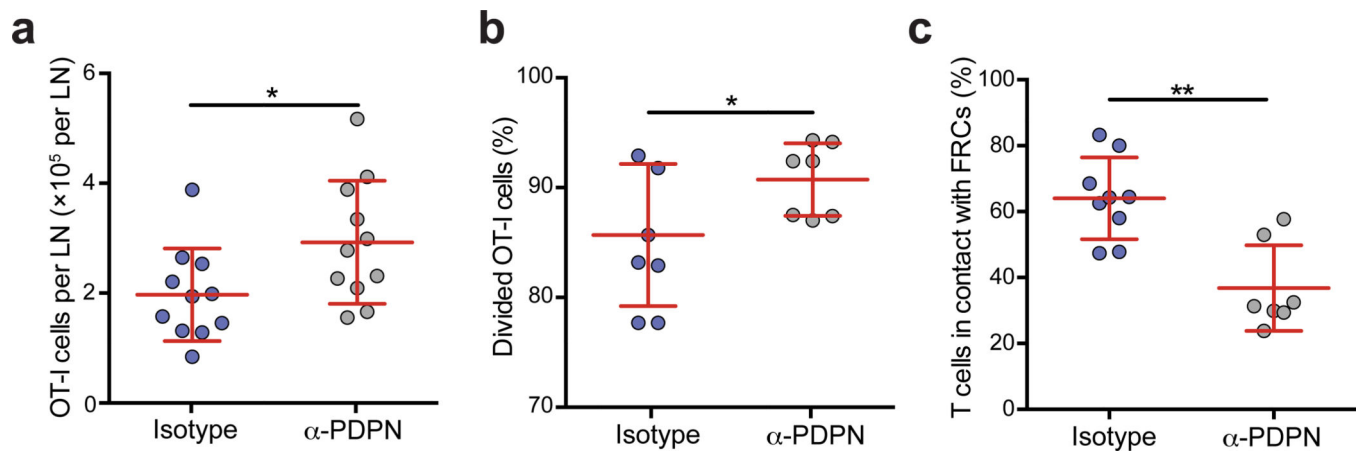 a
OT-I cells per LN (×10⁵ per LN)
6
4
2
0
*
Isotype
α-PDPN
b
Divided OT-I cells (%)
100
90
80
70
*
Isotype
α-PDPN
c
T cells in contact with FRCs (%)
100
80
60
40
20
0
**
Isotype
α-PDPN